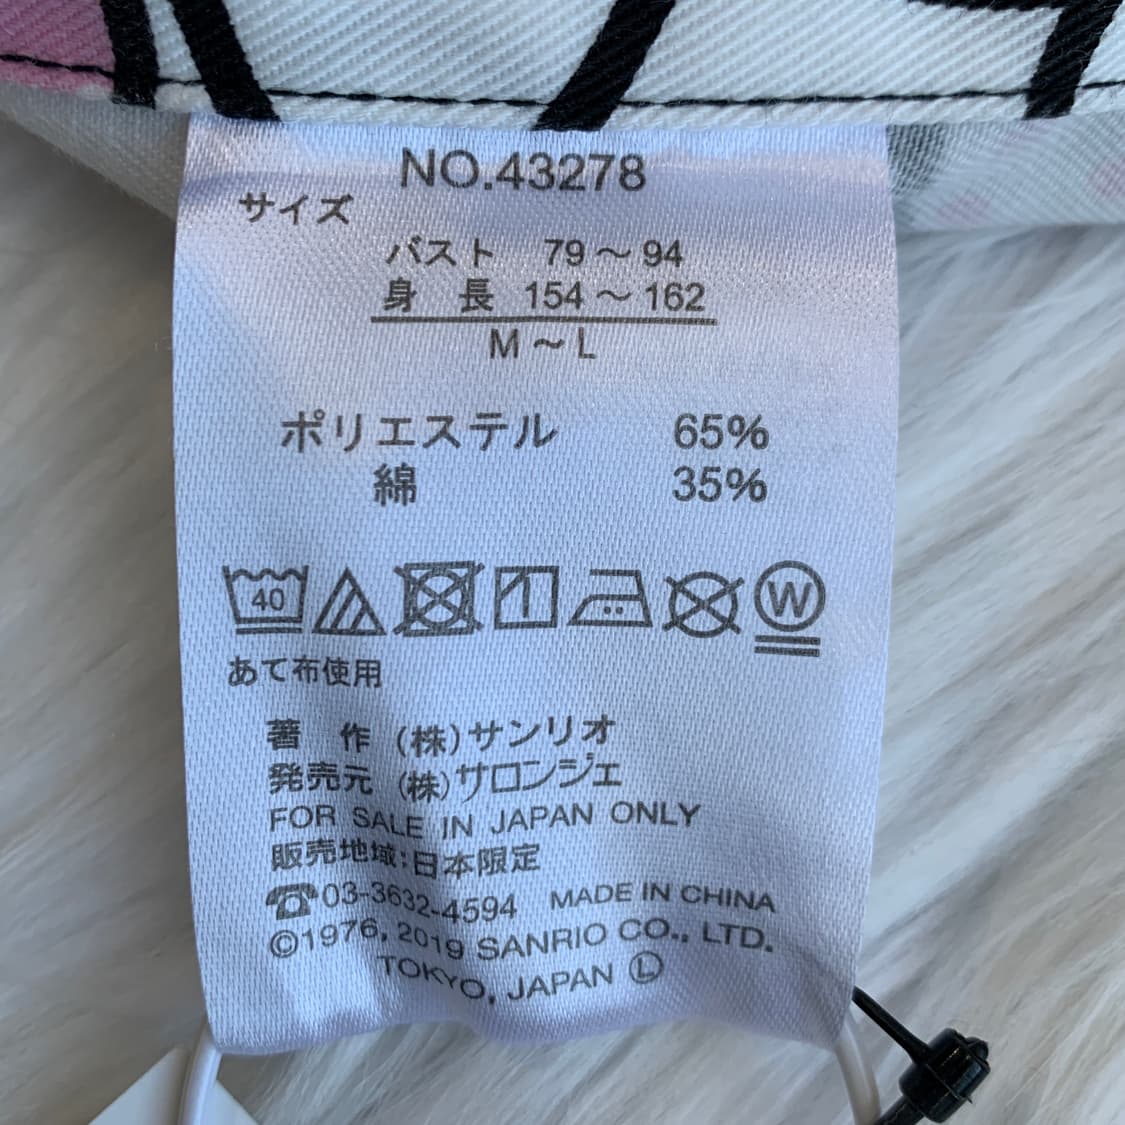 NO.43278
サイズ
バスト 79～94
身 長 154～162
M～L
ポリエステル 65%
綿 35%
40 W
あて布使用
著 作 (株)サンリオ
発売元 (株)サロンジェ
FOR SALE IN JAPAN ONLY
販売地域:日本限定
☎03-3632-4594 MADE IN CHINA
©1976, 2019 SANRIO CO., LTD.
TOKYO, JAPAN Ⓛ